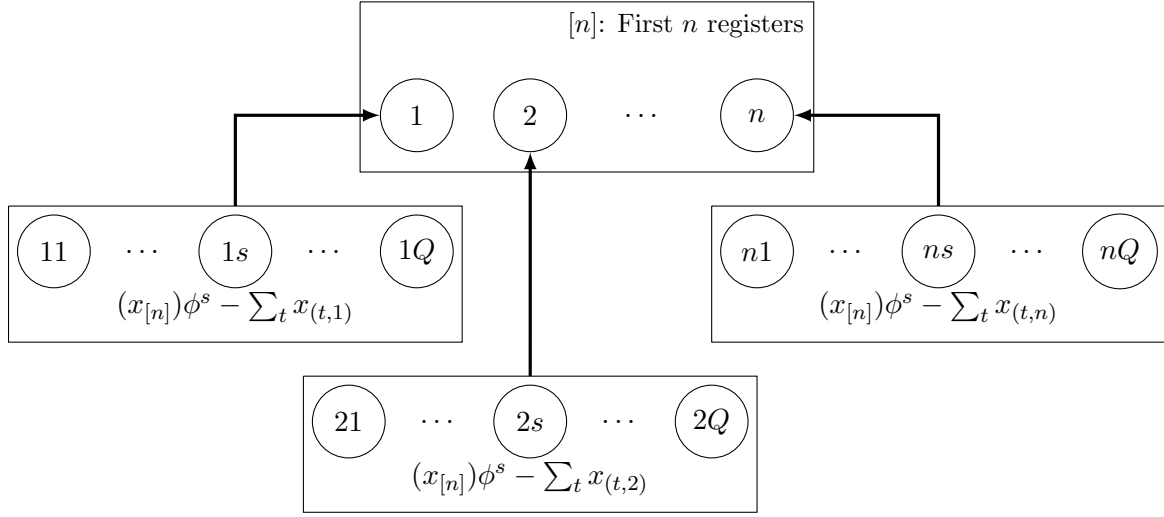 [n]: First n registers
1 2 ⋯ n
11 ⋯ 1s ⋯ 1Q
(x_{[n]})ϕ^s − ∑_t x_{(t,1)}
n1 ⋯ ns ⋯ nQ
(x_{[n]})ϕ^s − ∑_t x_{(t,n)}
21 ⋯ 2s ⋯ 2Q
(x_{[n]})ϕ^s − ∑_t x_{(t,2)}